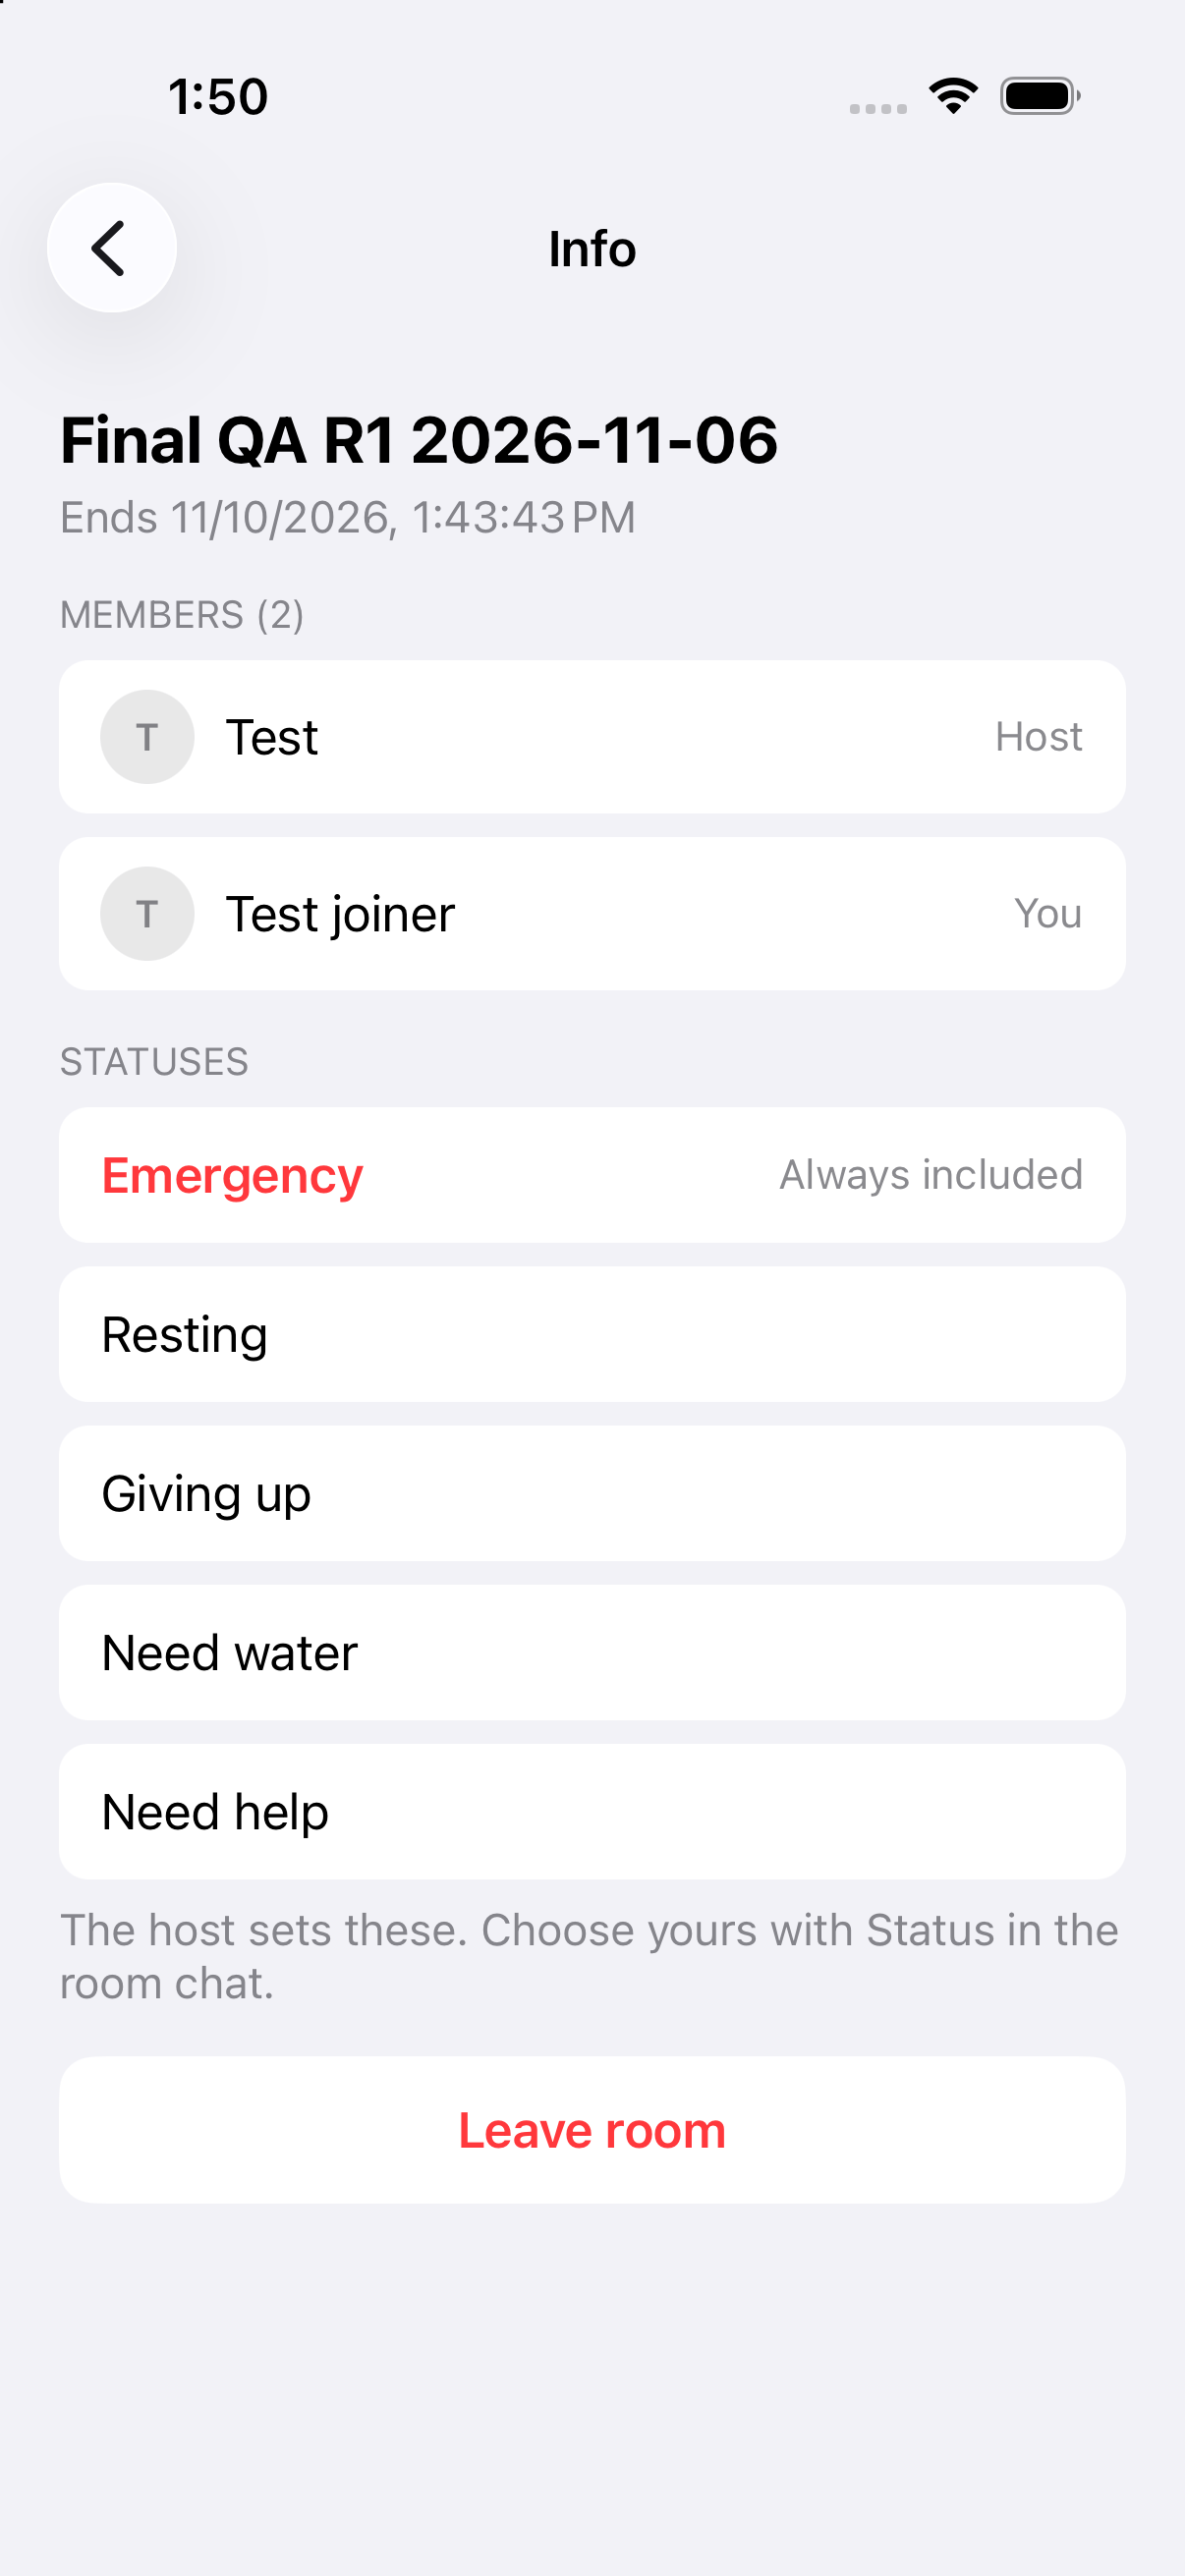 1:50
Info
Final QA R1 2026-11-06
Ends 11/10/2026, 1:43:43 PM
MEMBERS (2)
T Test Host
T Test joiner You
STATUSES
Emergency Always included
Resting
Giving up
Need water
Need help
The host sets these. Choose yours with Status in the
room chat.
Leave room